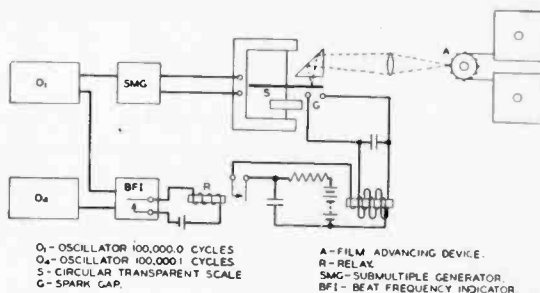 A
O₁
SMG
S
G
O₄
BFI
R
O₁-OSCILLATOR 100,000.0 CYCLES
O₄-OSCILLATOR 100,000.1 CYCLES
S-CIRCULAR TRANSPARENT SCALE
G-SPARK GAP.
A-FILM ADVANCING DEVICE.
R-RELAY.
SMG-SUBMULTIPLE GENERATOR.
BFI-BEAT FREQUENCY INDICATOR.